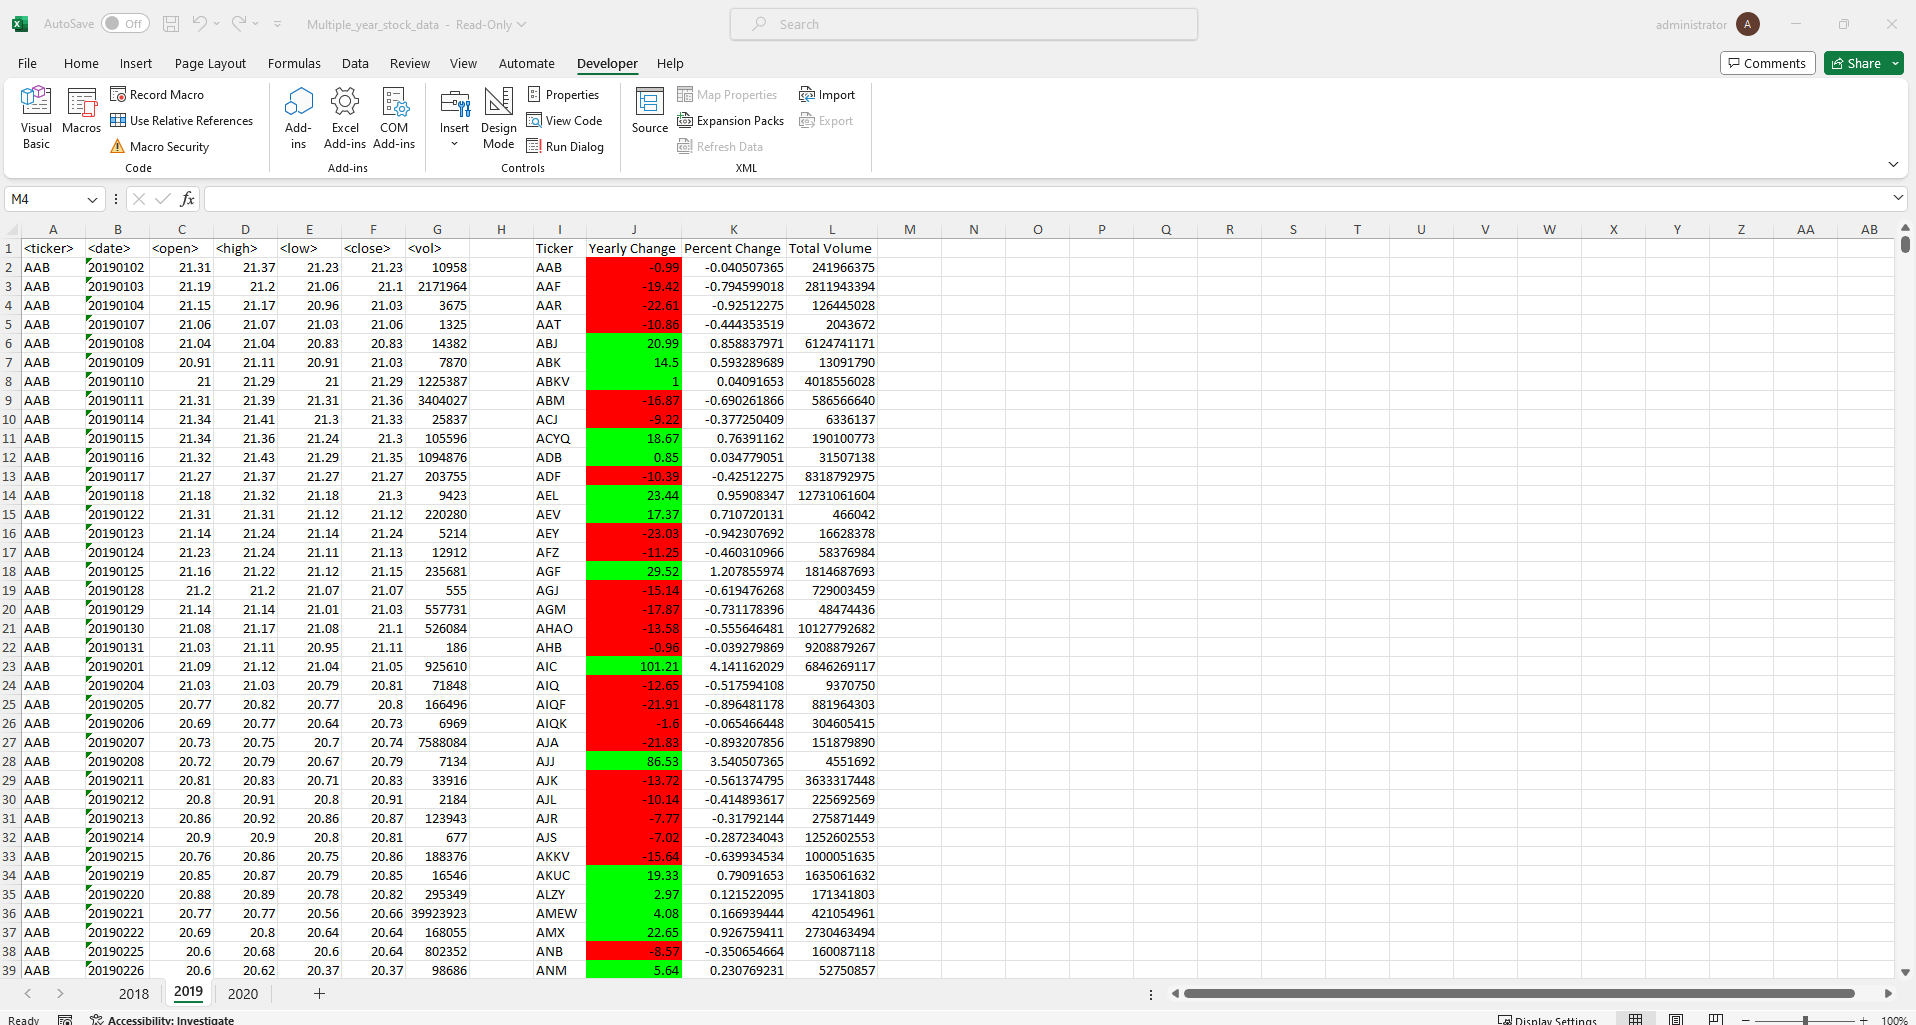 AutoSave Off Multiple_year_stock_data - Read-Only Search administrator A
File Home Insert Page Layout Formulas Data Review View Automate Developer Help Comments Share
Visual Basic Macros Record Macro Use Relative References Macro Security Code
Add-ins Excel Add-ins COM Add-ins Add-ins
Insert Design Mode Properties View Code Run Dialog Controls
Source Map Properties Expansion Packs Refresh Data Import Export XML
M4 fx
A B C D E F G H I J K L M N O P Q R S T U V W X Y Z AA AB
1 <ticker> <date> <open> <high> <low> <close> <vol> Ticker Yearly Change Percent Change Total Volume
2 AAB 20190102 21.31 21.37 21.23 21.23 10958 AAB -0.99 -0.040507365 241966375
3 AAB 20190103 21.19 21.2 21.06 21.1 2171964 AAF -19.42 -0.794599018 2811943394
4 AAB 20190104 21.15 21.17 20.96 21.03 3675 AAR -22.61 -0.92512275 126445028
5 AAB 20190107 21.06 21.07 21.03 21.06 1325 AAT -10.86 -0.444353519 2043672
6 AAB 20190108 21.04 21.04 20.83 20.83 14382 ABJ 20.99 0.858837971 6124741171
7 AAB 20190109 20.91 21.11 20.91 21.03 7870 ABK 14.5 0.593289689 13091790
8 AAB 20190110 21 21.29 21 21.29 1225387 ABKV 1 0.04091653 4018556028
9 AAB 20190111 21.31 21.39 21.31 21.36 3404027 ABM -16.87 -0.690261866 586566640
10 AAB 20190114 21.34 21.41 21.3 21.33 25837 ACJ -9.22 -0.377250409 6336137
11 AAB 20190115 21.34 21.36 21.24 21.3 105596 ACYQ 18.67 0.76391162 190100773
12 AAB 20190116 21.32 21.43 21.29 21.35 1094876 ADB 0.85 0.034779051 31507138
13 AAB 20190117 21.27 21.37 21.27 21.27 203755 ADF -10.39 -0.42512275 8318792975
14 AAB 20190118 21.18 21.32 21.18 21.3 9423 AEL 23.44 0.95908347 12731061604
15 AAB 20190122 21.31 21.31 21.12 21.12 220280 AEV 17.37 0.710720131 466042
16 AAB 20190123 21.14 21.24 21.14 21.24 5214 AEY -23.03 -0.942307692 16628378
17 AAB 20190124 21.23 21.24 21.11 21.13 12912 AFZ -11.25 -0.460310966 58376984
18 AAB 20190125 21.16 21.22 21.12 21.15 235681 AGF 29.52 1.207855974 1814687693
19 AAB 20190128 21.2 21.2 21.07 21.07 555 AGJ -15.14 -0.619476268 729003459
20 AAB 20190129 21.14 21.14 21.01 21.03 557731 AGM -17.87 -0.731178396 48474436
21 AAB 20190130 21.08 21.17 21.08 21.1 526084 AHAO -13.58 -0.555646481 10127792682
22 AAB 20190131 21.03 21.11 20.95 21.11 186 AHB -0.96 -0.039279869 9208879267
23 AAB 20190201 21.09 21.12 21.04 21.05 925610 AIC 101.21 4.141162029 6846269117
24 AAB 20190204 21.03 21.03 20.79 20.81 71848 AIQ -12.65 -0.517594108 9370750
25 AAB 20190205 20.77 20.82 20.77 20.8 166496 AIQF -21.91 -0.896481178 881964303
26 AAB 20190206 20.69 20.77 20.64 20.73 6969 AIQK -1.6 -0.065466448 304605415
27 AAB 20190207 20.73 20.75 20.7 20.74 7588084 AJA -21.83 -0.893207856 151879890
28 AAB 20190208 20.72 20.79 20.67 20.79 7134 AJJ 86.53 3.540507365 4551692
29 AAB 20190211 20.81 20.83 20.71 20.83 33916 AJK -13.72 -0.561374795 3633317448
30 AAB 20190212 20.8 20.91 20.8 20.91 2184 AJL -10.14 -0.414893617 225692569
31 AAB 20190213 20.86 20.92 20.86 20.87 123943 AJR -7.77 -0.31792144 275871449
32 AAB 20190214 20.9 20.9 20.8 20.81 677 AJS -7.02 -0.287234043 1252602553
33 AAB 20190215 20.76 20.86 20.75 20.86 188376 AKKV -15.64 -0.639934534 1000051635
34 AAB 20190219 20.85 20.87 20.79 20.85 16546 AKUC 19.33 0.79091653 1635061632
35 AAB 20190220 20.88 20.89 20.78 20.82 295349 ALZY 2.97 0.121522095 171341803
36 AAB 20190221 20.77 20.77 20.56 20.66 39923923 AMEW 4.08 0.166939444 421054961
37 AAB 20190222 20.69 20.8 20.64 20.64 168055 AMX 22.65 0.926759411 2730463494
38 AAB 20190225 20.6 20.68 20.6 20.64 802352 ANB -8.57 -0.350654664 160087118
39 AAB 20190226 20.6 20.62 20.37 20.37 98686 ANM 5.64 0.230769231 52750857
2018 2019 2020 +
Ready Accessibility: Investigate Display Settings 100%